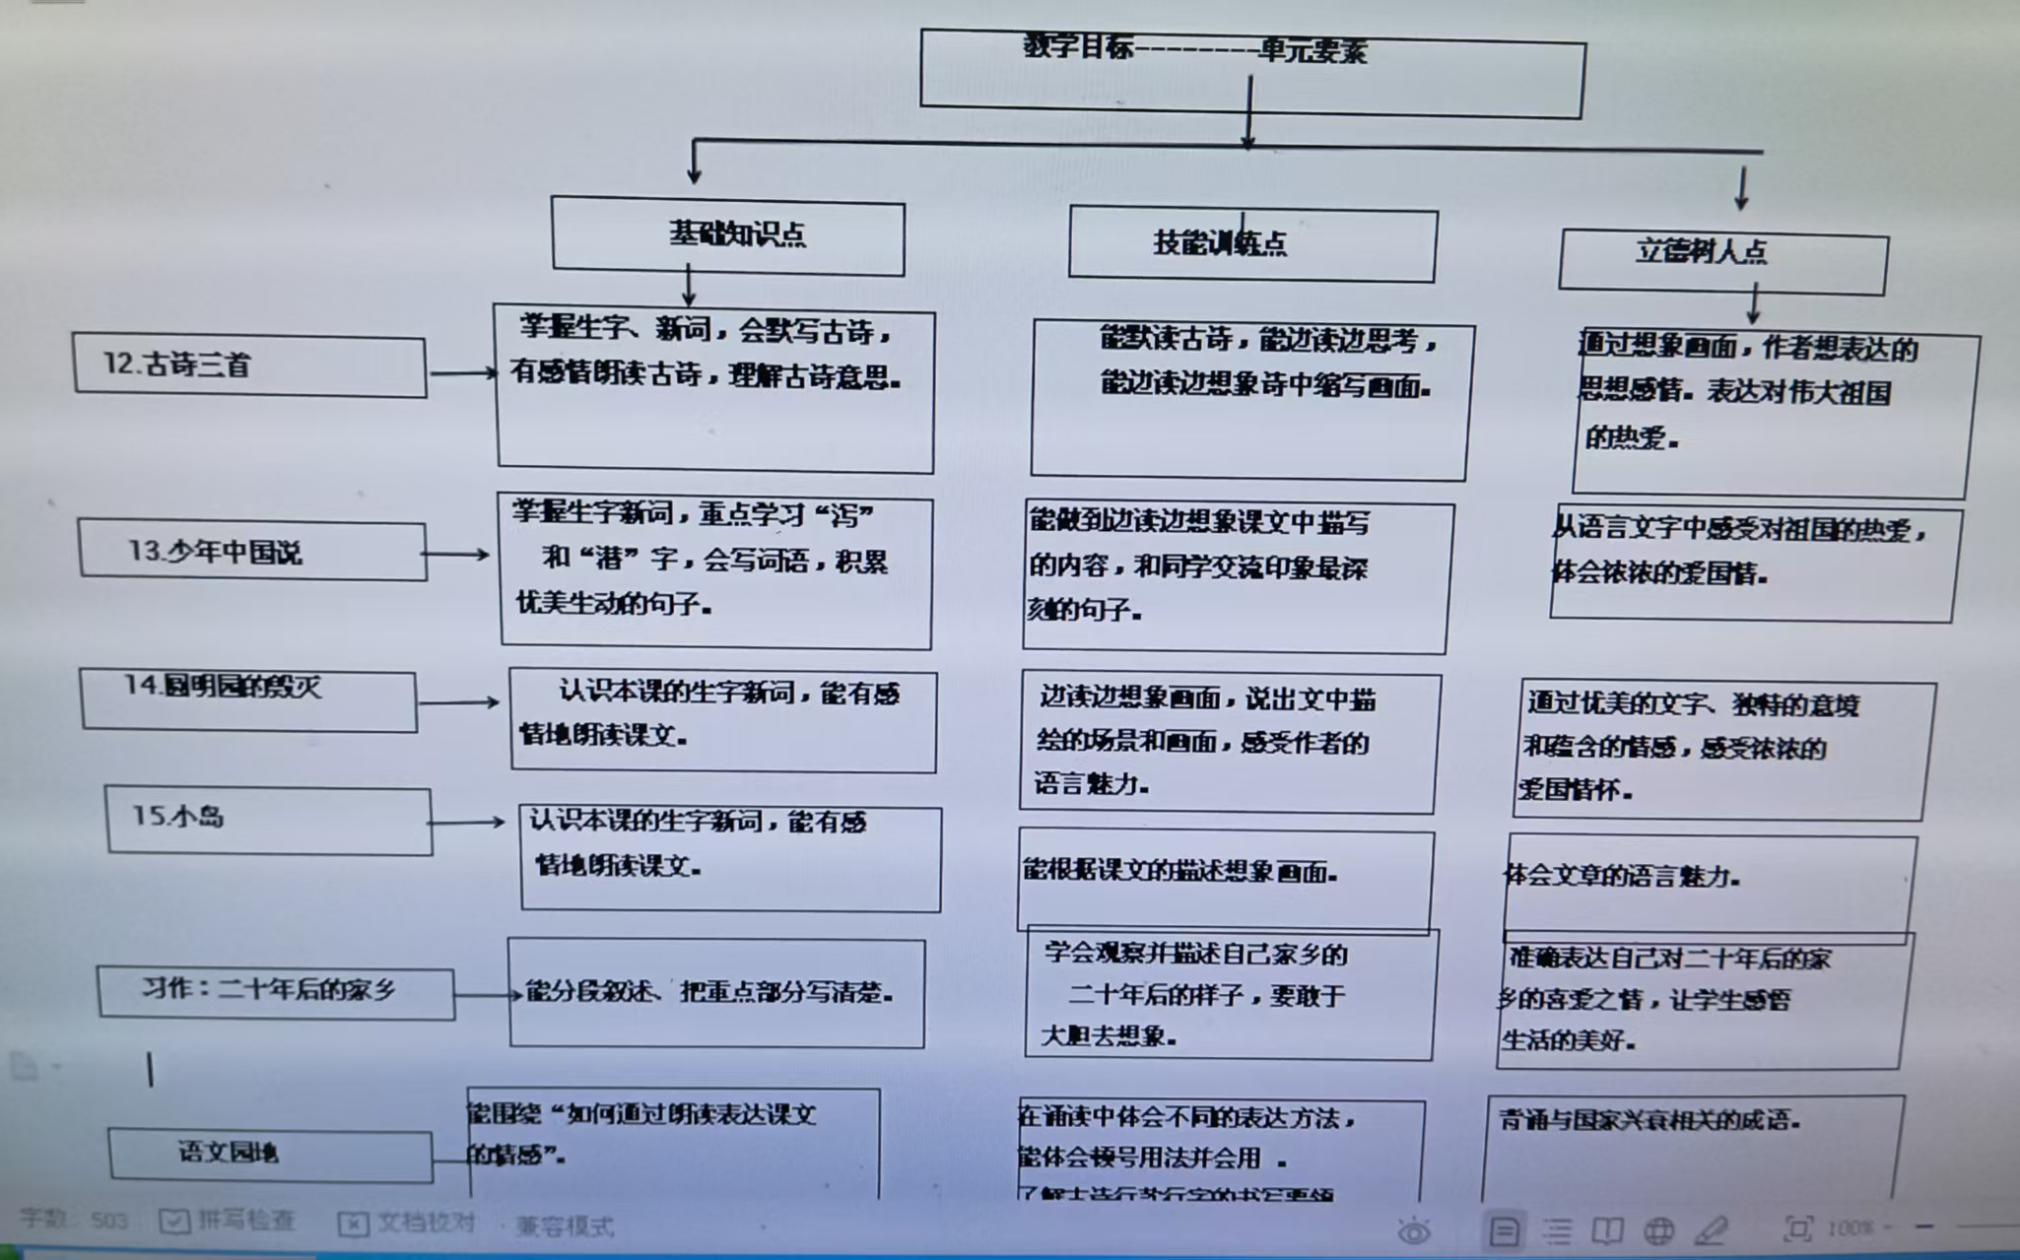 教学目标--------单元要素
基础知识点
技能训练点
立德树人点
12.古诗三首
掌握生字、新词，会默写古诗，
有感情朗读古诗，理解古诗意思。
能默读古诗，能边读边思考，
能边读边想象诗中缩写画面。
通过想象画面，作者想表达的
思想感情。表达对伟大祖国
的热爱。
13.少年中国说
掌握生字新词，重点学习“泻”
和“潜”字，会写词语，积累
优美生动的句子。
能做到边读边想象课文中描写
的内容，和同学交流印象最深
刻的句子。
从语言文字中感受对祖国的热爱，
体会浓浓的爱国情。
14.圆明园的毁灭
认识本课的生字新词，能有感
情地朗读课文。
边读边想象画面，说出文中描
绘的场景和画面，感受作者的
语言魅力。
通过优美的文字、独特的意境
和蕴含的情感，感受浓浓的
爱国情怀。
15.小岛
认识本课的生字新词，能有感
情地朗读课文。
能根据课文的描述想象画面。
体会文章的语言魅力。
习作：二十年后的家乡
能分段叙述、把重点部分写清楚。
学会观察并描述自己家乡的
二十年后的样子，要敢于
大胆去想象。
准确表达自己对二十年后的家
乡的喜爱之情，让学生感悟
生活的美好。
语文园地
能围绕“如何通过朗读表达课文
的情感”。
在诵读中体会不同的表达方法，
能体会顿号用法并会用 。
背诵与国家兴衰相关的成语。
字数: 503 拼写检查 文档校对 兼容模式 100%